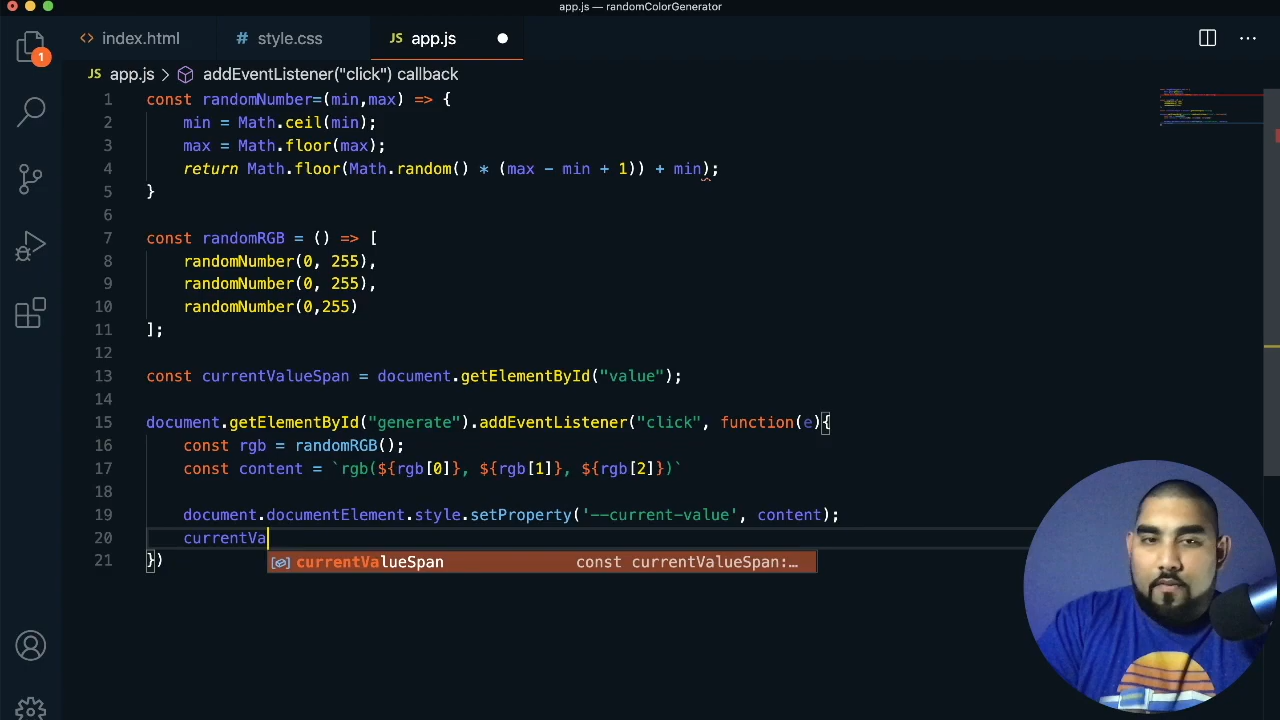 app.js — randomColorGenerator
index.html
# style.css
JS app.js
1
JS app.js > addEventListener("click") callback
1 const randomNumber=(min,max) => {
2 min = Math.ceil(min);
3 max = Math.floor(max);
4 return Math.floor(Math.random() * (max - min + 1)) + min);
5 }
6
7 const randomRGB = () => [
8 randomNumber(0, 255),
9 randomNumber(0, 255),
10 randomNumber(0,255)
11 ];
12
13 const currentValueSpan = document.getElementById("value");
14
15 document.getElementById("generate").addEventListener("click", function(e){
16 const rgb = randomRGB();
17 const content = `rgb(${rgb[0]}, ${rgb[1]}, ${rgb[2]})`
18
19 document.documentElement.style.setProperty('--current-value', content);
20 currentVa
currentValueSpan const currentValueSpan:…
21 })